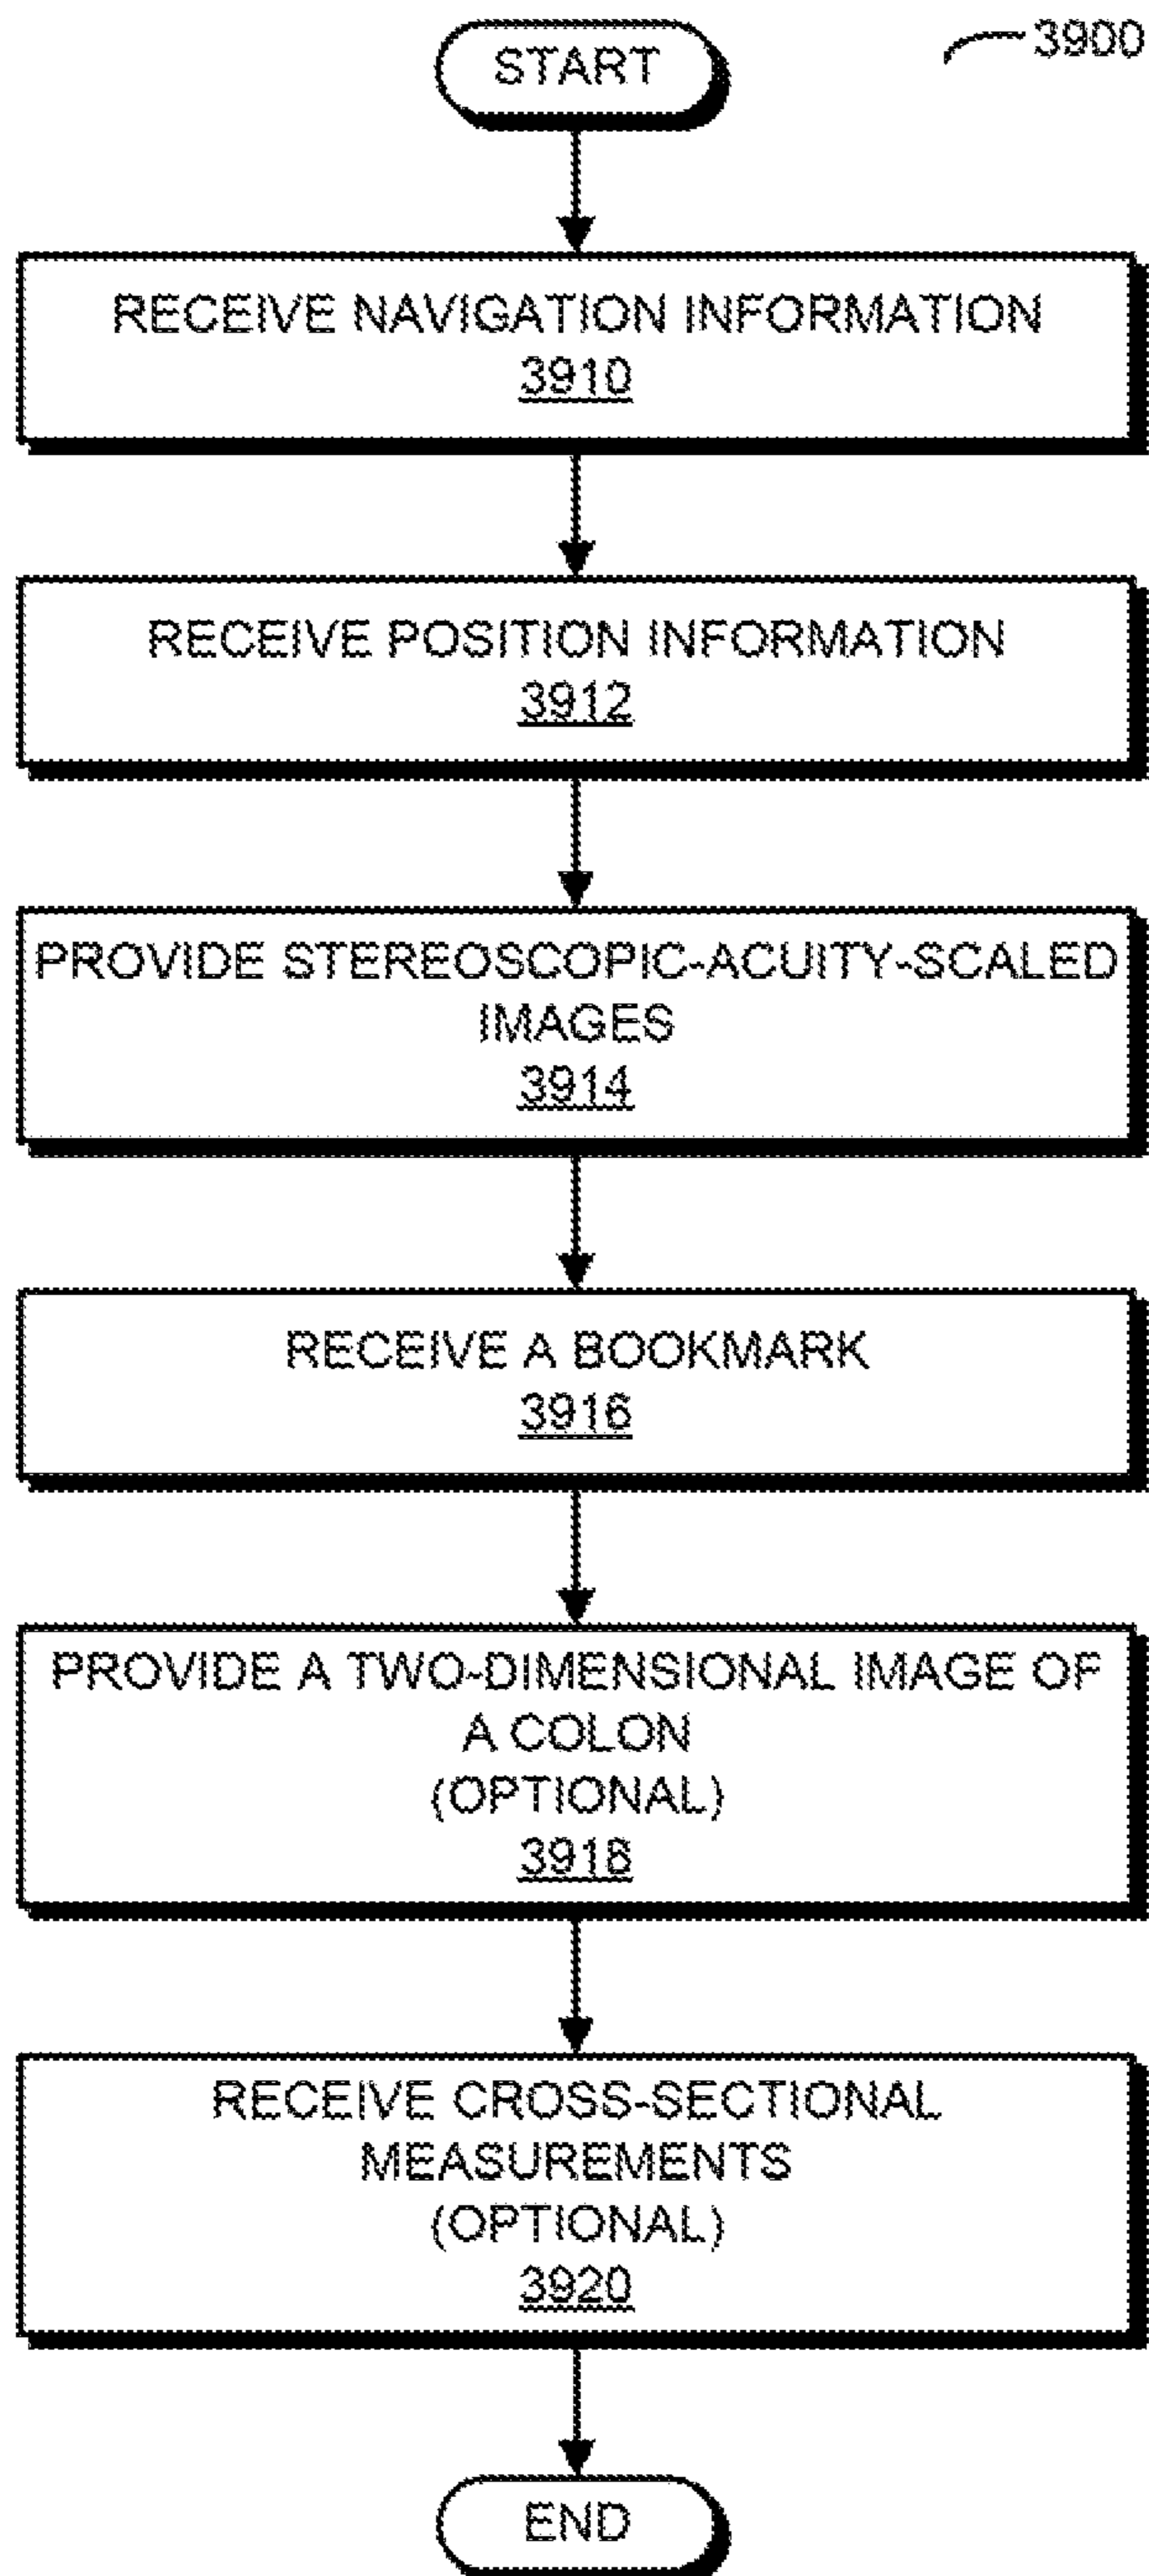 START
3900
RECEIVE NAVIGATION INFORMATION
3910
RECEIVE POSITION INFORMATION
3912
PROVIDE STEREOSCOPIC-ACUITY-SCALED
IMAGES
3914
RECEIVE A BOOKMARK
3916
PROVIDE A TWO-DIMENSIONAL IMAGE OF
A COLON
(OPTIONAL)
3918
RECEIVE CROSS-SECTIONAL
MEASUREMENTS
(OPTIONAL)
3920
END